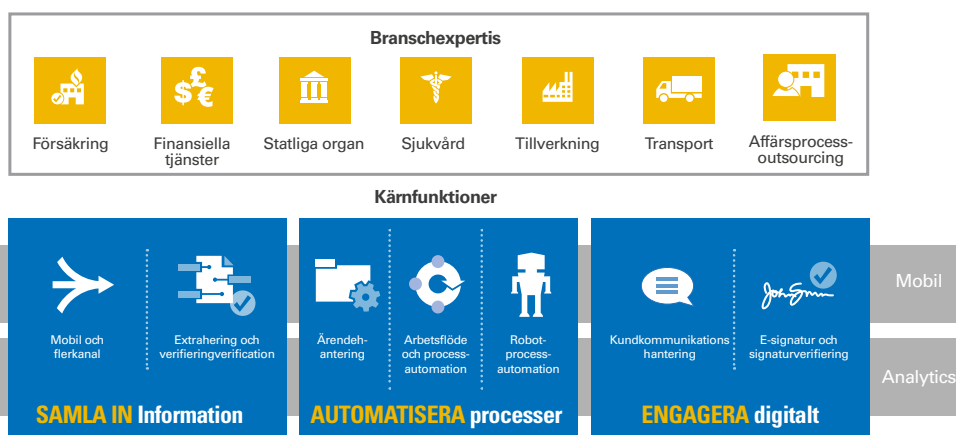 Branschexpertis
Försäkring
Finansiella
tjänster
Statliga organ
Sjukvård
Tillverkning
Transport
Affärsprocess-
outsourcing
Kärnfunktioner
Mobil och
flerkanal
Extrahering och
verifieringverification
Ärendeh-
antering
Arbetsflöde
och process-
automation
Robot-
process-
automation
Kundkommunikations
hantering
John Smm
E-signatur och
signaturverifiering
Mobil
Analytics
SAMLA IN Information
AUTOMATISERA processer
ENGAGERA digitalt